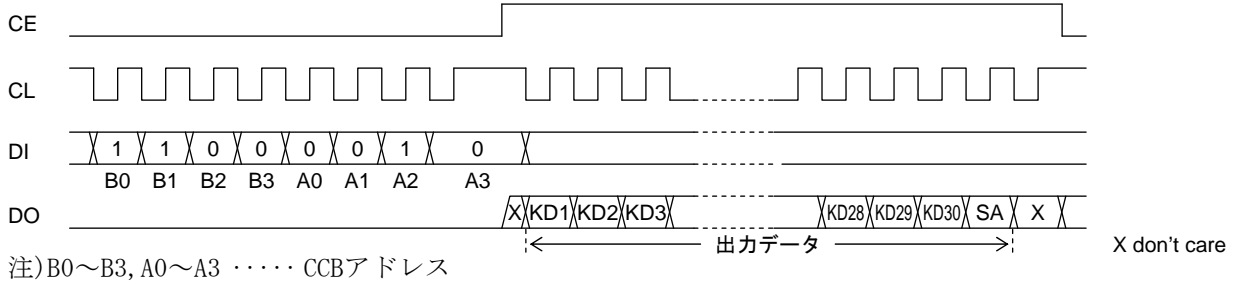 CE
CL
DI 1 1 0 0 0 0 1 0
B0 B1 B2 B3 A0 A1 A2 A3
DO X KD1 KD2 KD3 KD28 KD29 KD30 SA X
出力データ X don't care
注)B0～B3,A0～A3 ····· CCBアドレス